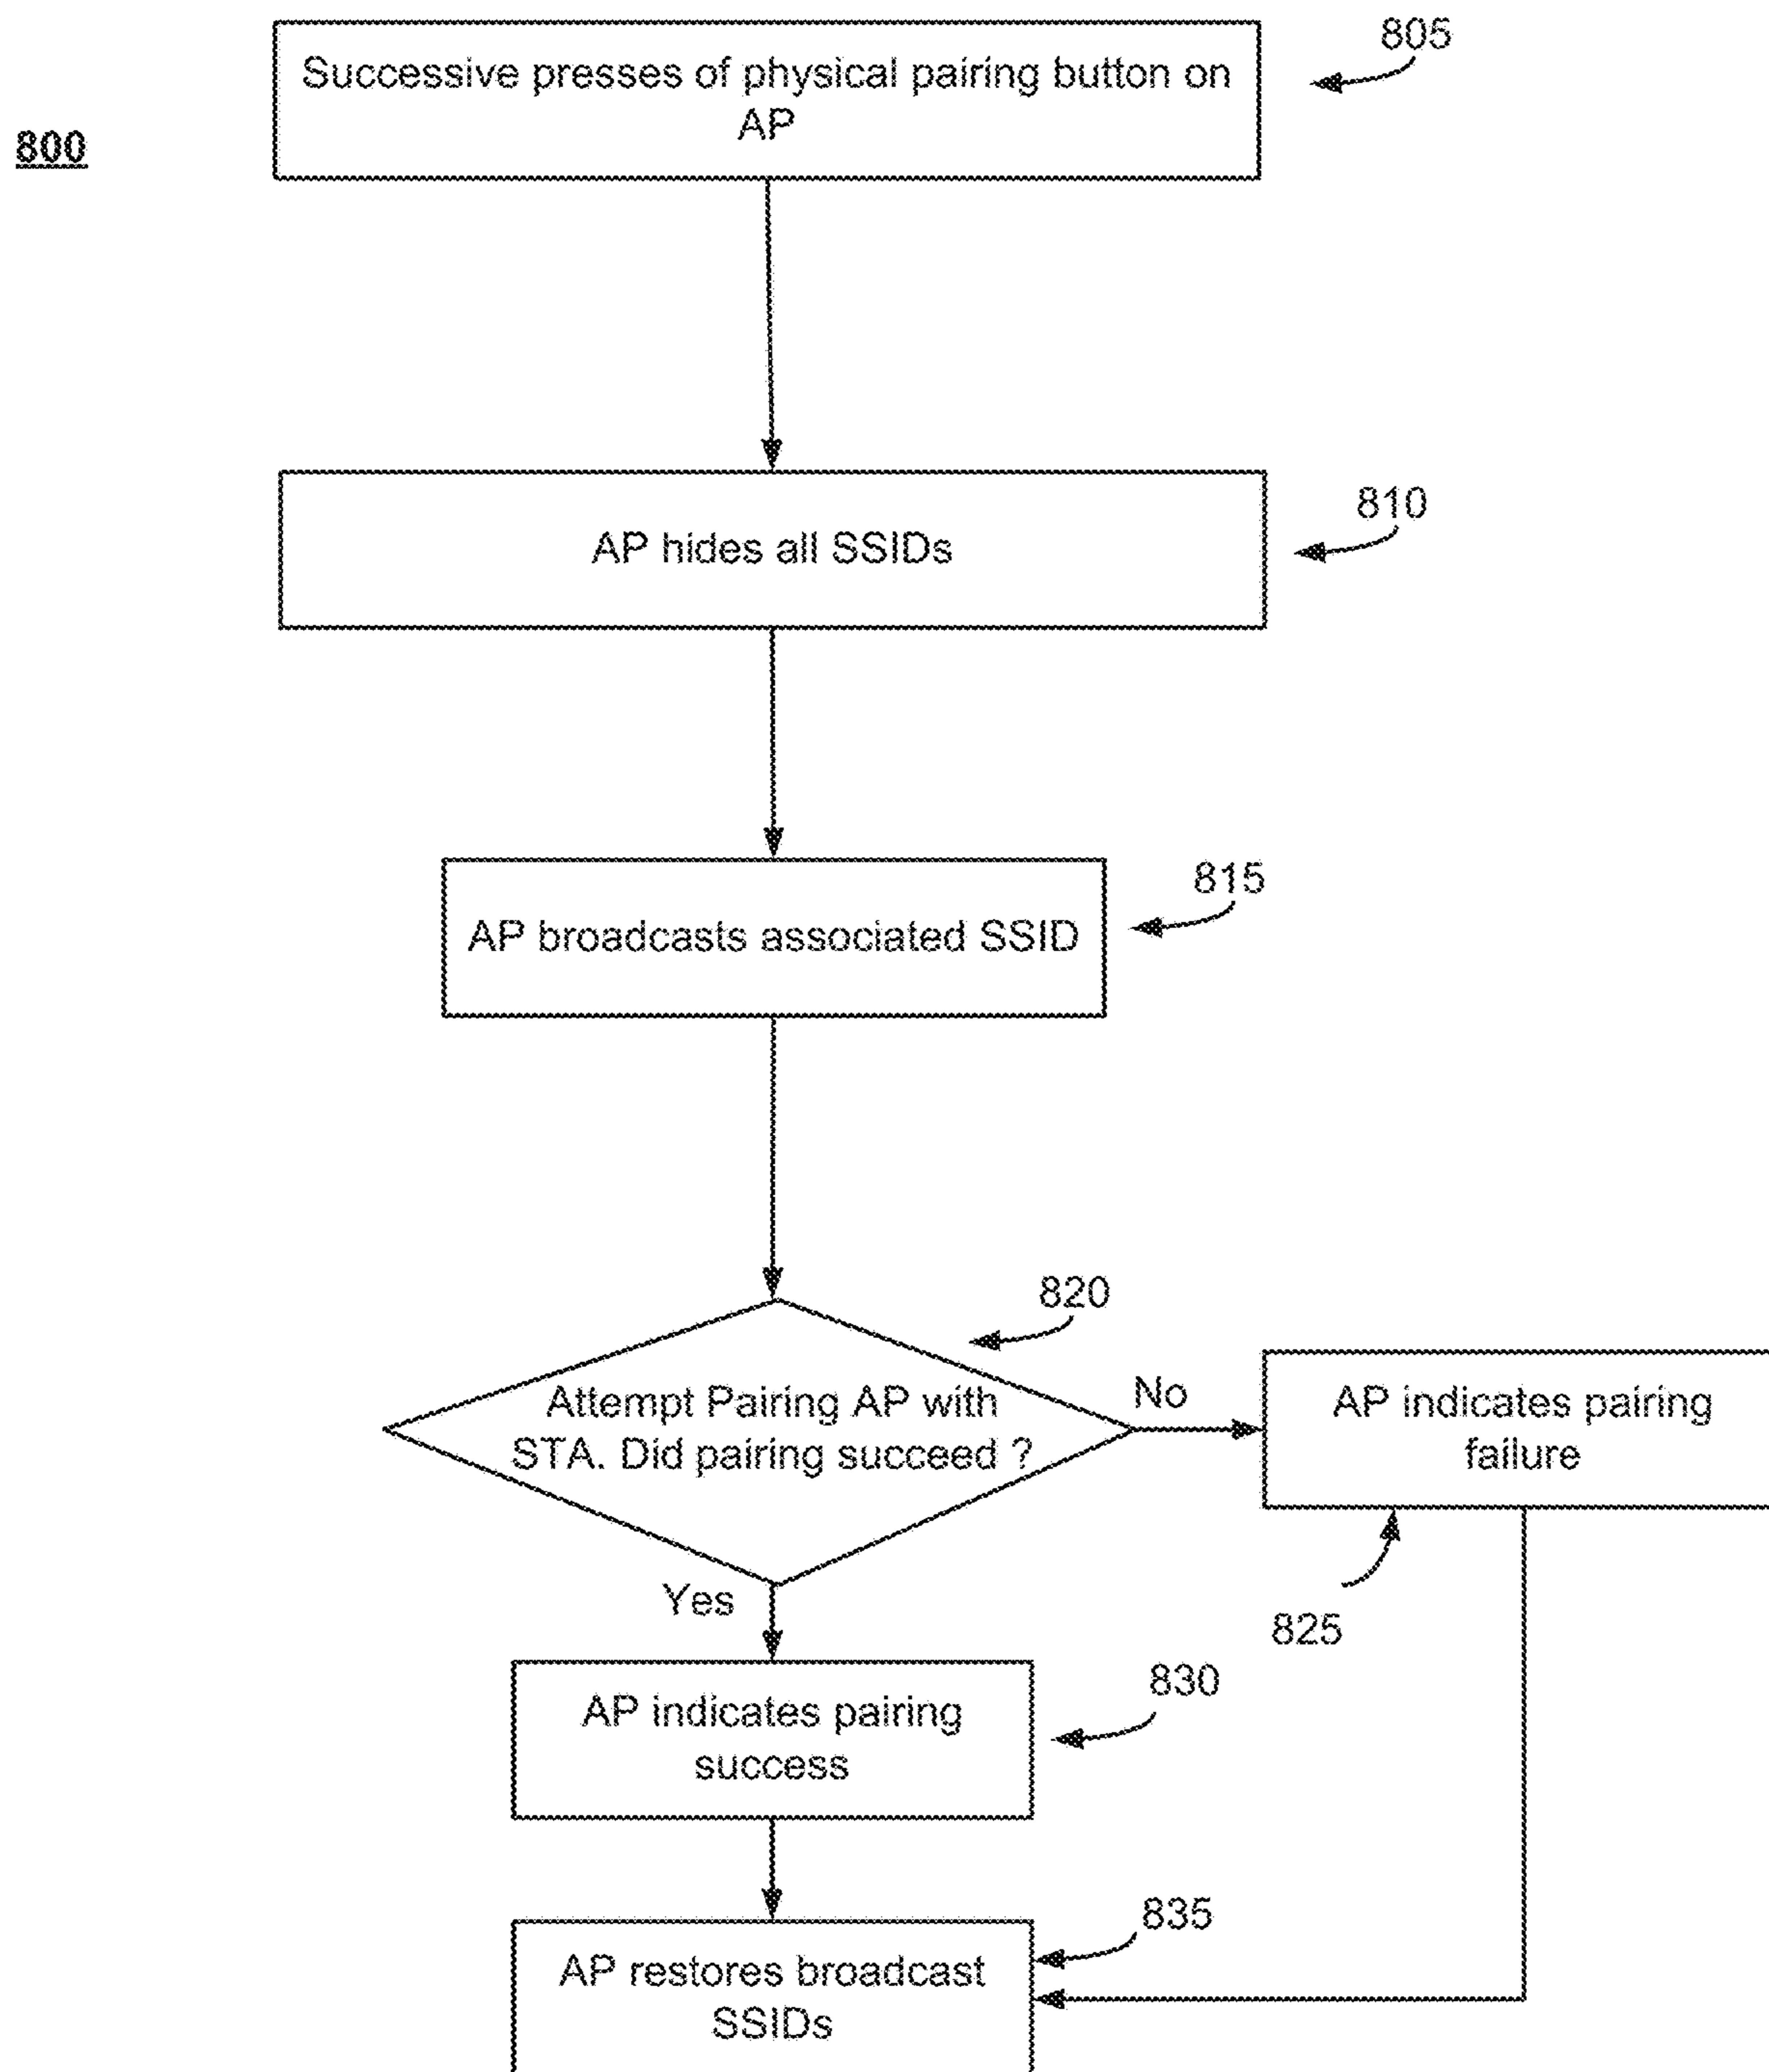 805
Successive presses of physical pairing button on
AP
800
810
AP hides all SSIDs
815
AP broadcasts associated SSID
820
Attempt Pairing AP with
STA. Did pairing succeed ?
No
AP indicates pairing
failure
Yes
825
830
AP indicates pairing
success
835
AP restores broadcast
SSIDs